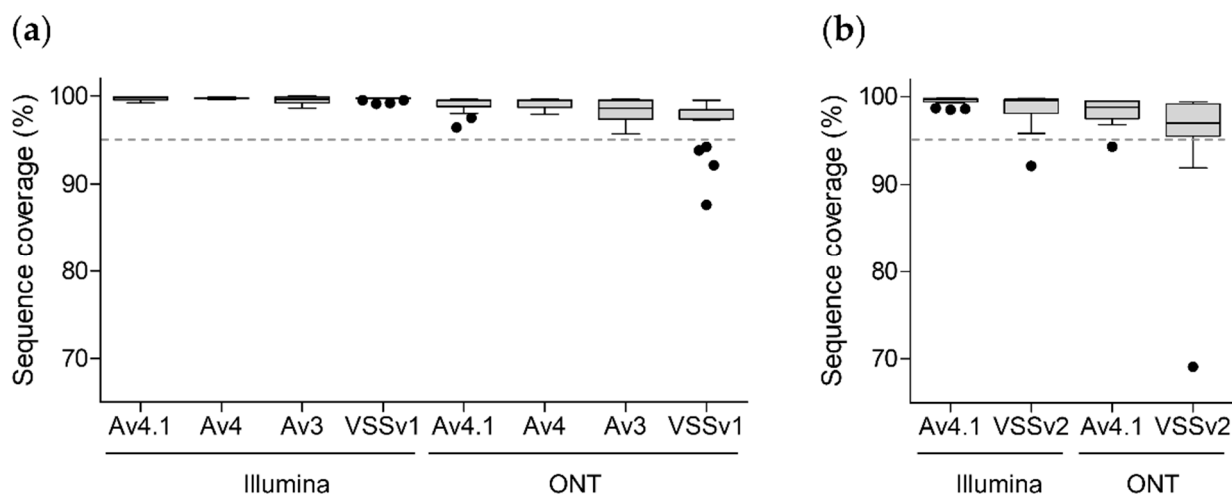 (a)
Sequence coverage (%)
100
90
80
70
Av4.1 Av4 Av3 VSSv1 Av4.1 Av4 Av3 VSSv1
Illumina ONT
(b)
Sequence coverage (%)
100
90
80
70
Av4.1 VSSv2 Av4.1 VSSv2
Illumina ONT